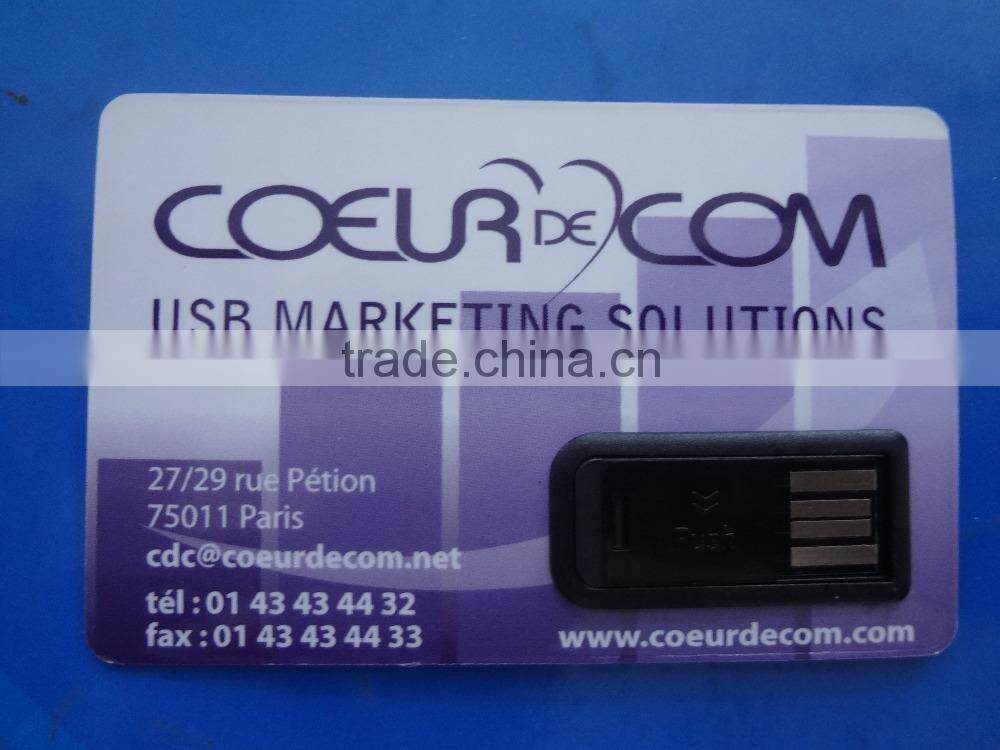 COEUR DE COM
USB MARKETING SOLUTIONS
trade.china.cn
27/29 rue Pétion
75011 Paris
cdc@coeurdecom.net
tél : 01 43 43 44 32
fax : 01 43 43 44 33
Push
www.coeurdecom.com